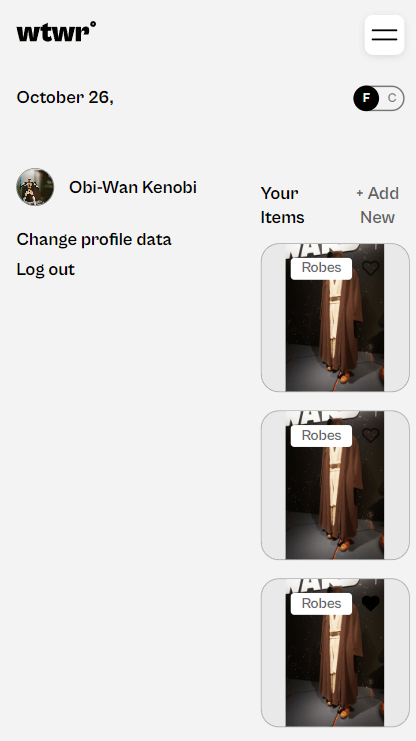 wtwr°
October 26,
F C
Obi-Wan Kenobi
Change profile data
Log out
Your
Items
+ Add
New
Robes
Robes
Robes